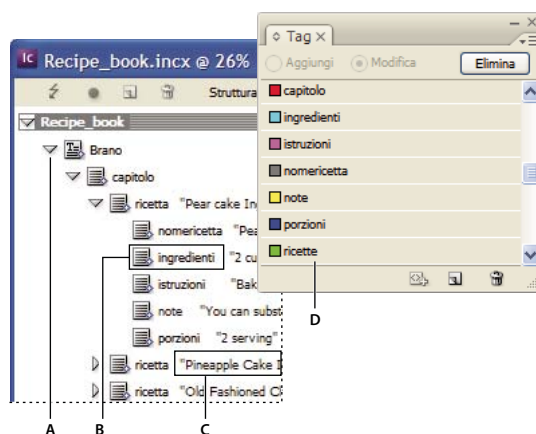 Tag
Aggiungi
Modifica
Elimina
capitolo
ingredienti
istruzioni
nomericetta
note
porzioni
ricette
Ic Recipe_book.incx @ 26%
Struttura
Recipe_book
Brano
capitolo
ricetta "Pear cake In
nomericetta "Pea
ingredienti "2 cu
istruzioni "Bak
note "You can subst
porzioni "2 serving"
ricetta "Pineapple Cake I
ricetta "Old Fashioned C
A
B
C
D